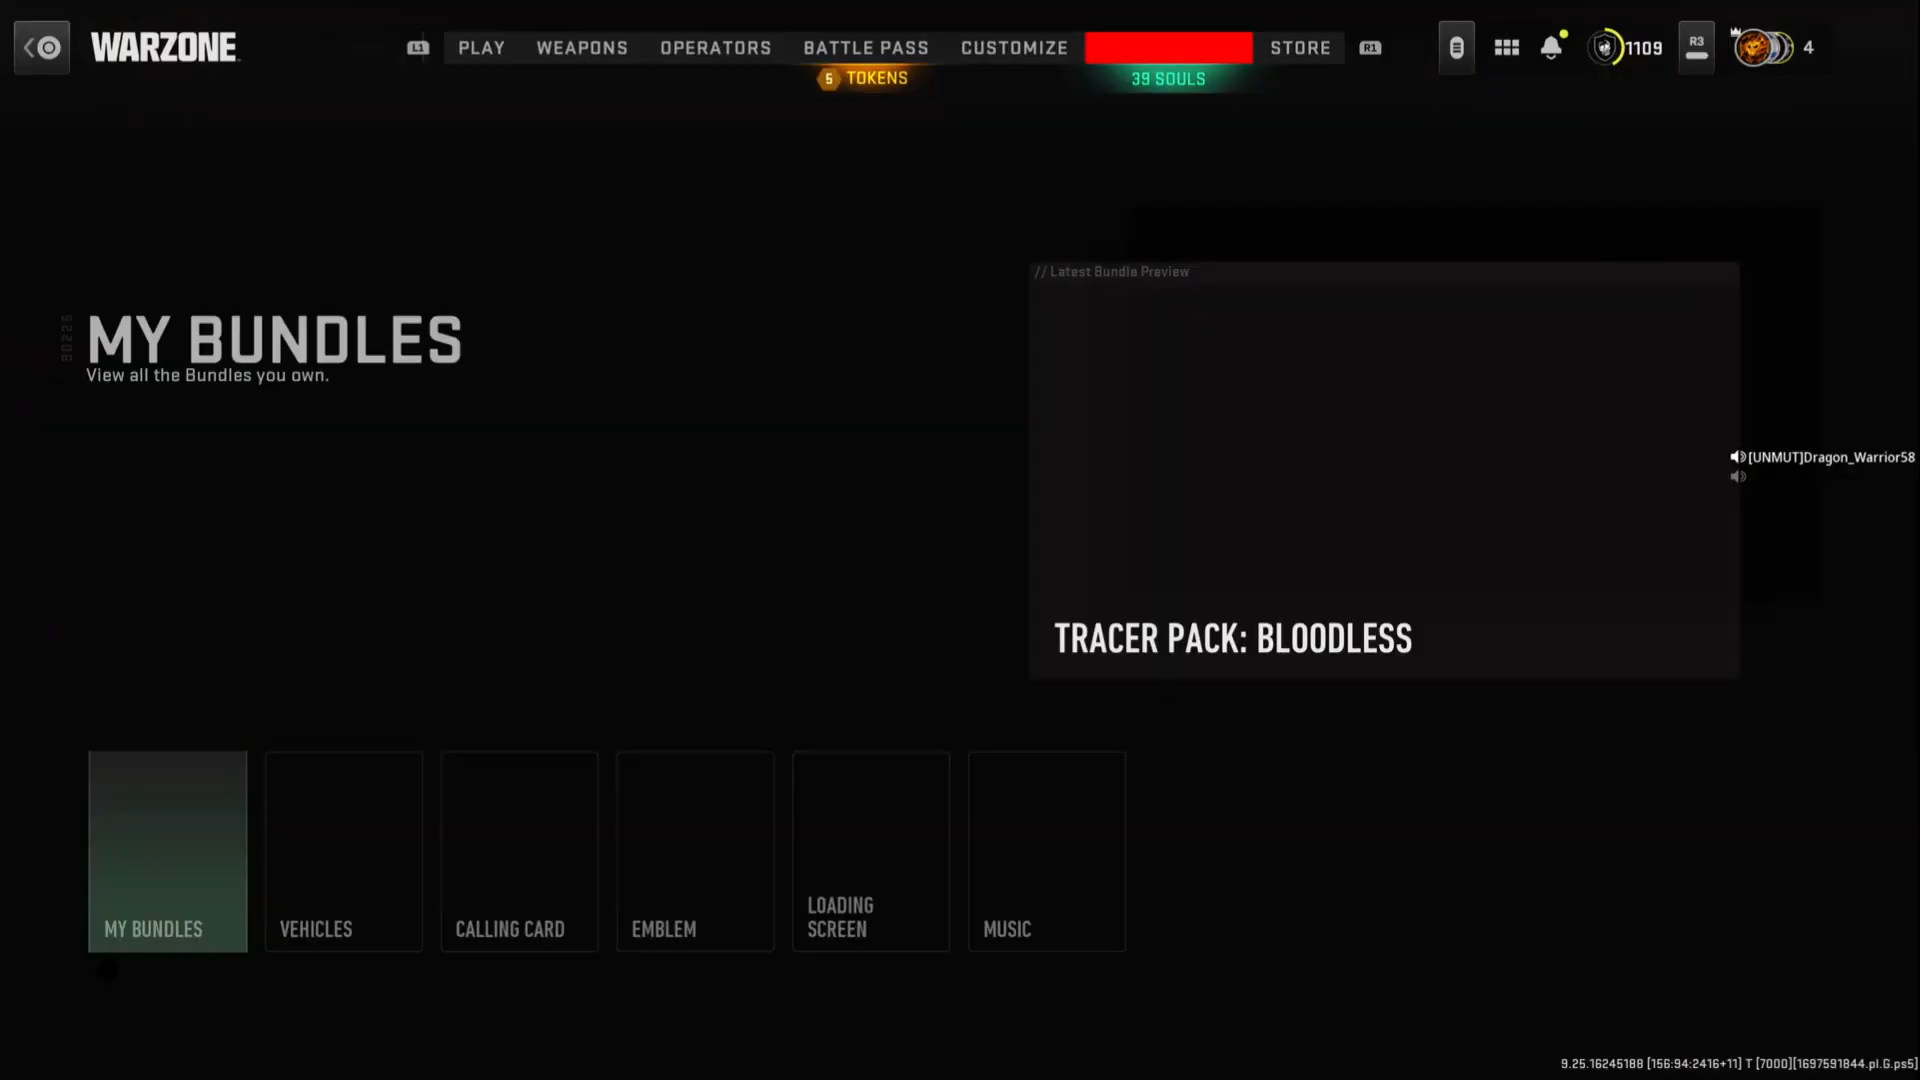 WARZONE
L1 PLAY WEAPONS OPERATORS BATTLE PASS CUSTOMIZE STORE R1
1109 R3 4
5 TOKENS
39 SOULS
// Latest Bundle Preview
MY BUNDLES
View all the Bundles you own.
[UNMUT]Dragon_Warrior58
TRACER PACK: BLOODLESS
MY BUNDLES
VEHICLES
CALLING CARD
EMBLEM
LOADING
SCREEN
MUSIC
9.25.16245188 [156:94:2416+11] T [7000][1697591844.pl.G.ps5]